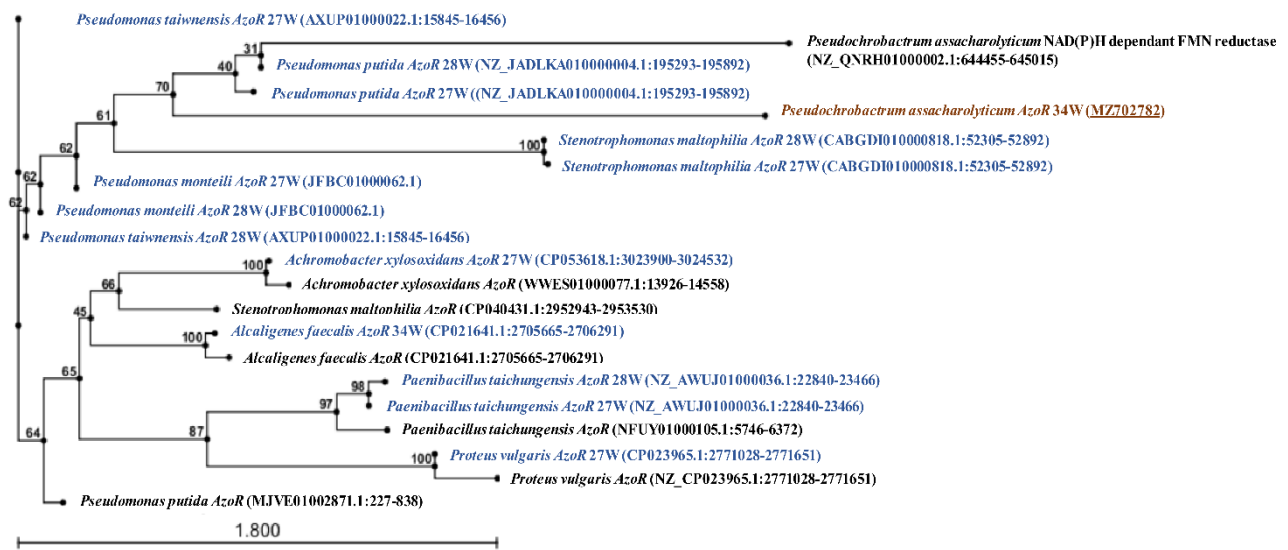 Pseudomonas taiwnensis AzoR 27W (AXUP01000022.1:15845-16456)
31
Pseudochrobactrum assacharolyticum NAD(P)H dependant FMN reductase
(NZ_QNRH01000002.1:644455-645015)
40
Pseudomonas putida AzoR 28W (NZ_JADLKA010000004.1:195293-195892)
70
Pseudomonas putida AzoR 27W ((NZ_JADLKA010000004.1:195293-195892)
Pseudochrobactrum assacharolyticum AzoR 34W (MZ702782)
61
Stenotrophomonas maltophilia AzoR 28W (CABGDI010000818.1:52305-52892)
100
Stenotrophomonas maltophilia AzoR 27W (CABGDI010000818.1:52305-52892)
62
Pseudomonas monteili AzoR 27W (JFBC01000062.1)
62
Pseudomonas monteili AzoR 28W (JFBC01000062.1)
62
Pseudomonas taiwnensis AzoR 28W (AXUP01000022.1:15845-16456)
Achromobacter xylosoxidans AzoR 27W (CP053618.1:3023900-3024532)
100
Achromobacter xylosoxidans AzoR (WWES01000077.1:13926-14558)
66
Stenotrophomonas maltophilia AzoR (CP040431.1:2952943-2953530)
45
Alcaligenes faecalis AzoR 34W (CP021641.1:2705665-2706291)
100
Alcaligenes faecalis AzoR (CP021641.1:2705665-2706291)
65
Paenibacillus taichungensis AzoR 28W (NZ_AWUJ01000036.1:22840-23466)
98
Paenibacillus taichungensis AzoR 27W (NZ_AWUJ01000036.1:22840-23466)
97
Paenibacillus taichungensis AzoR (NFUY01000105.1:5746-6372)
87
Proteus vulgaris AzoR 27W (CP023965.1:2771028-2771651)
100
Proteus vulgaris AzoR (NZ_CP023965.1:2771028-2771651)
64
Pseudomonas putida AzoR (MJVE01002871.1:227-838)
1.800